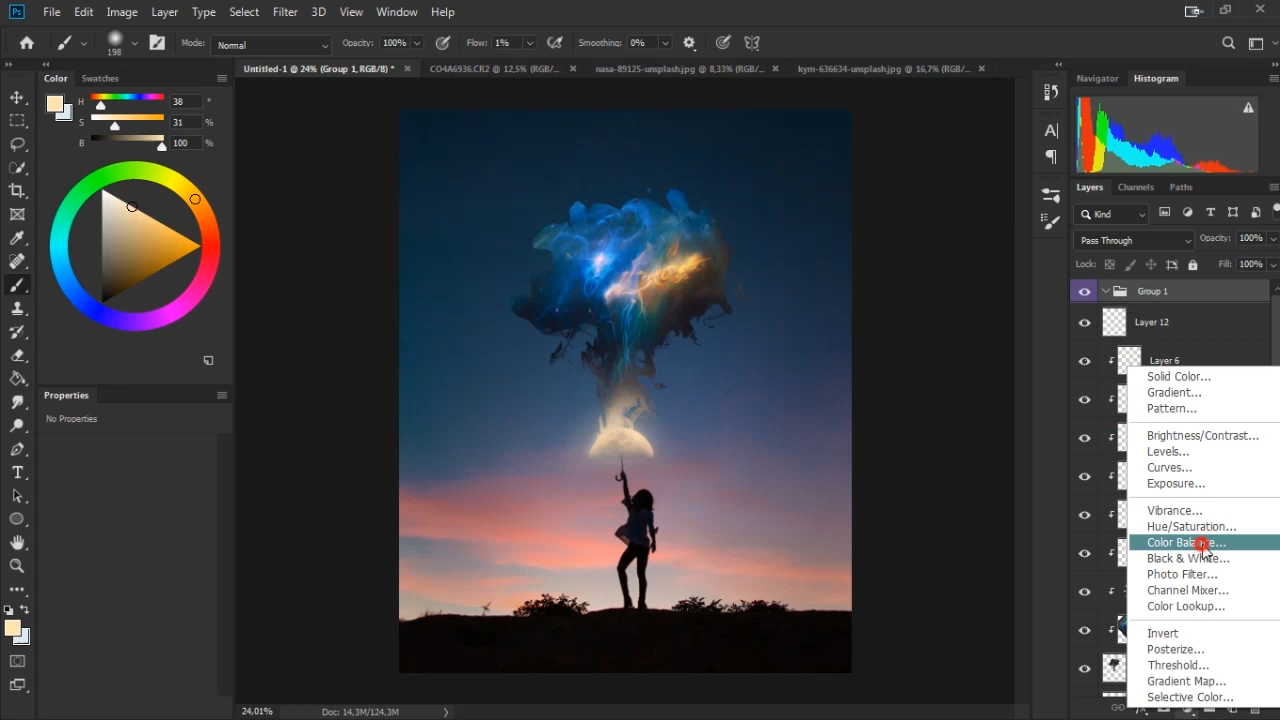 Ps File Edit Image Layer Type Select Filter 3D View Window Help
198 Mode: Normal Opacity: 100% Flow: 1% Smoothing: 0%
Untitled-1 @ 24% (Group 1, RGB/8) * CO4A6936.CR2 @ 12,5% (RGB/... nasa-89125-unsplash.jpg @ 8,33% (RGB/... kym-636634-unsplash.jpg @ 16,7% (RGB/...
Color Swatches
H 38 °
S 31 %
B 100 %
Properties
No Properties
Navigator Histogram
Layers Channels Paths
Kind
Pass Through Opacity: 100%
Lock: Fill: 100%
Group 1
Layer 12
Layer 6
Solid Color...
Gradient...
Pattern...
Brightness/Contrast...
Levels...
Curves...
Exposure...
Vibrance...
Hue/Saturation...
Color Balance...
Black & White...
Photo Filter...
Channel Mixer...
Color Lookup...
Invert
Posterize...
Threshold...
Gradient Map...
Selective Color...
24,01% Doc: 14,3M/124,3M